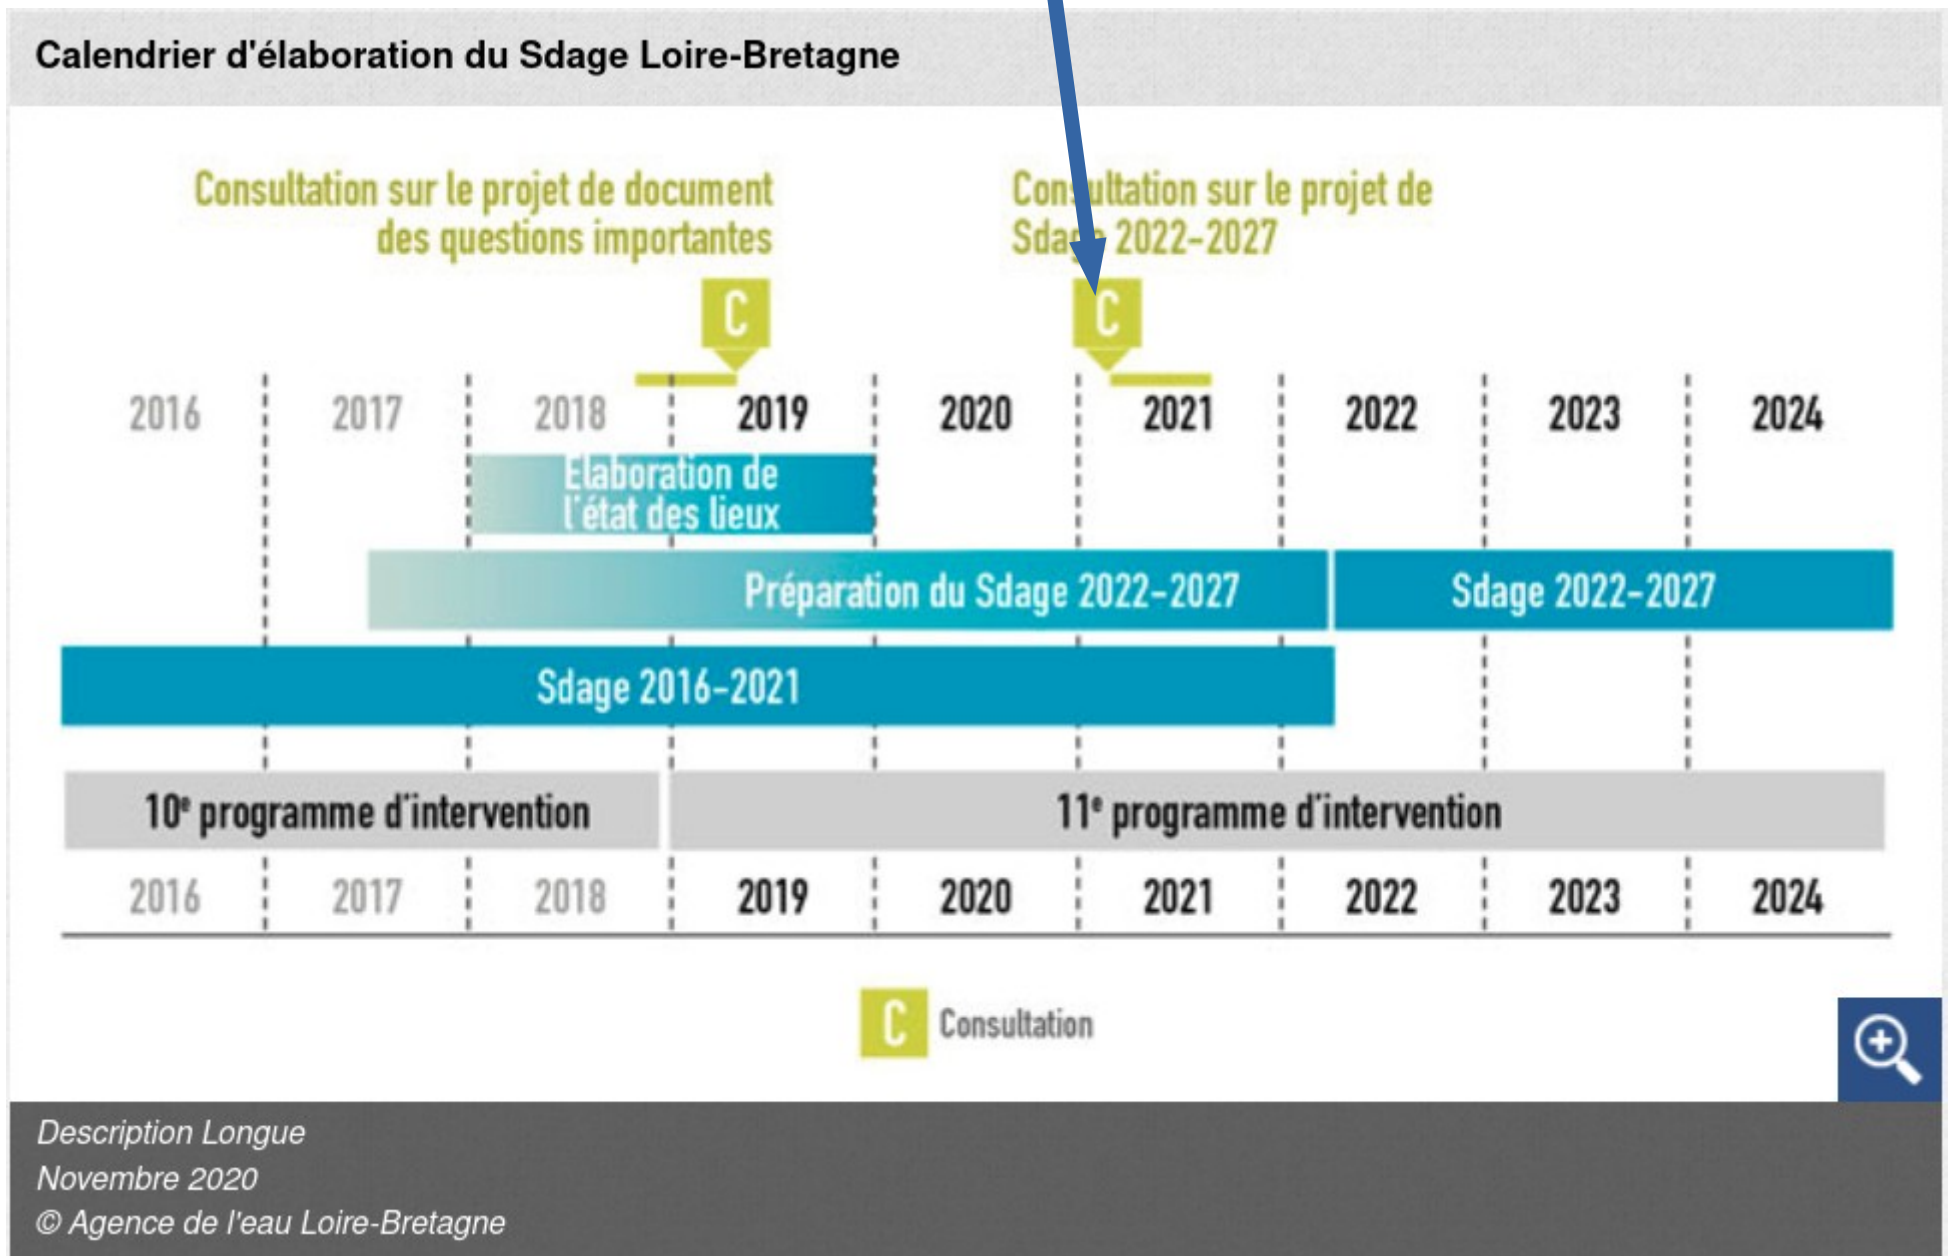 Calendrier d'élaboration du Sdage Loire-Bretagne
Consultation sur le projet de document
des questions importantes
Consultation sur le projet de
Sdage 2022-2027
C
C
2016 2017 2018 2019 2020 2021 2022 2023 2024
Elaboration de
l'état des lieux
Préparation du Sdage 2022-2027
Sdage 2022-2027
Sdage 2016-2021
10e programme d'intervention
11e programme d'intervention
2016 2017 2018 2019 2020 2021 2022 2023 2024
C Consultation
Description Longue
Novembre 2020
© Agence de l'eau Loire-Bretagne